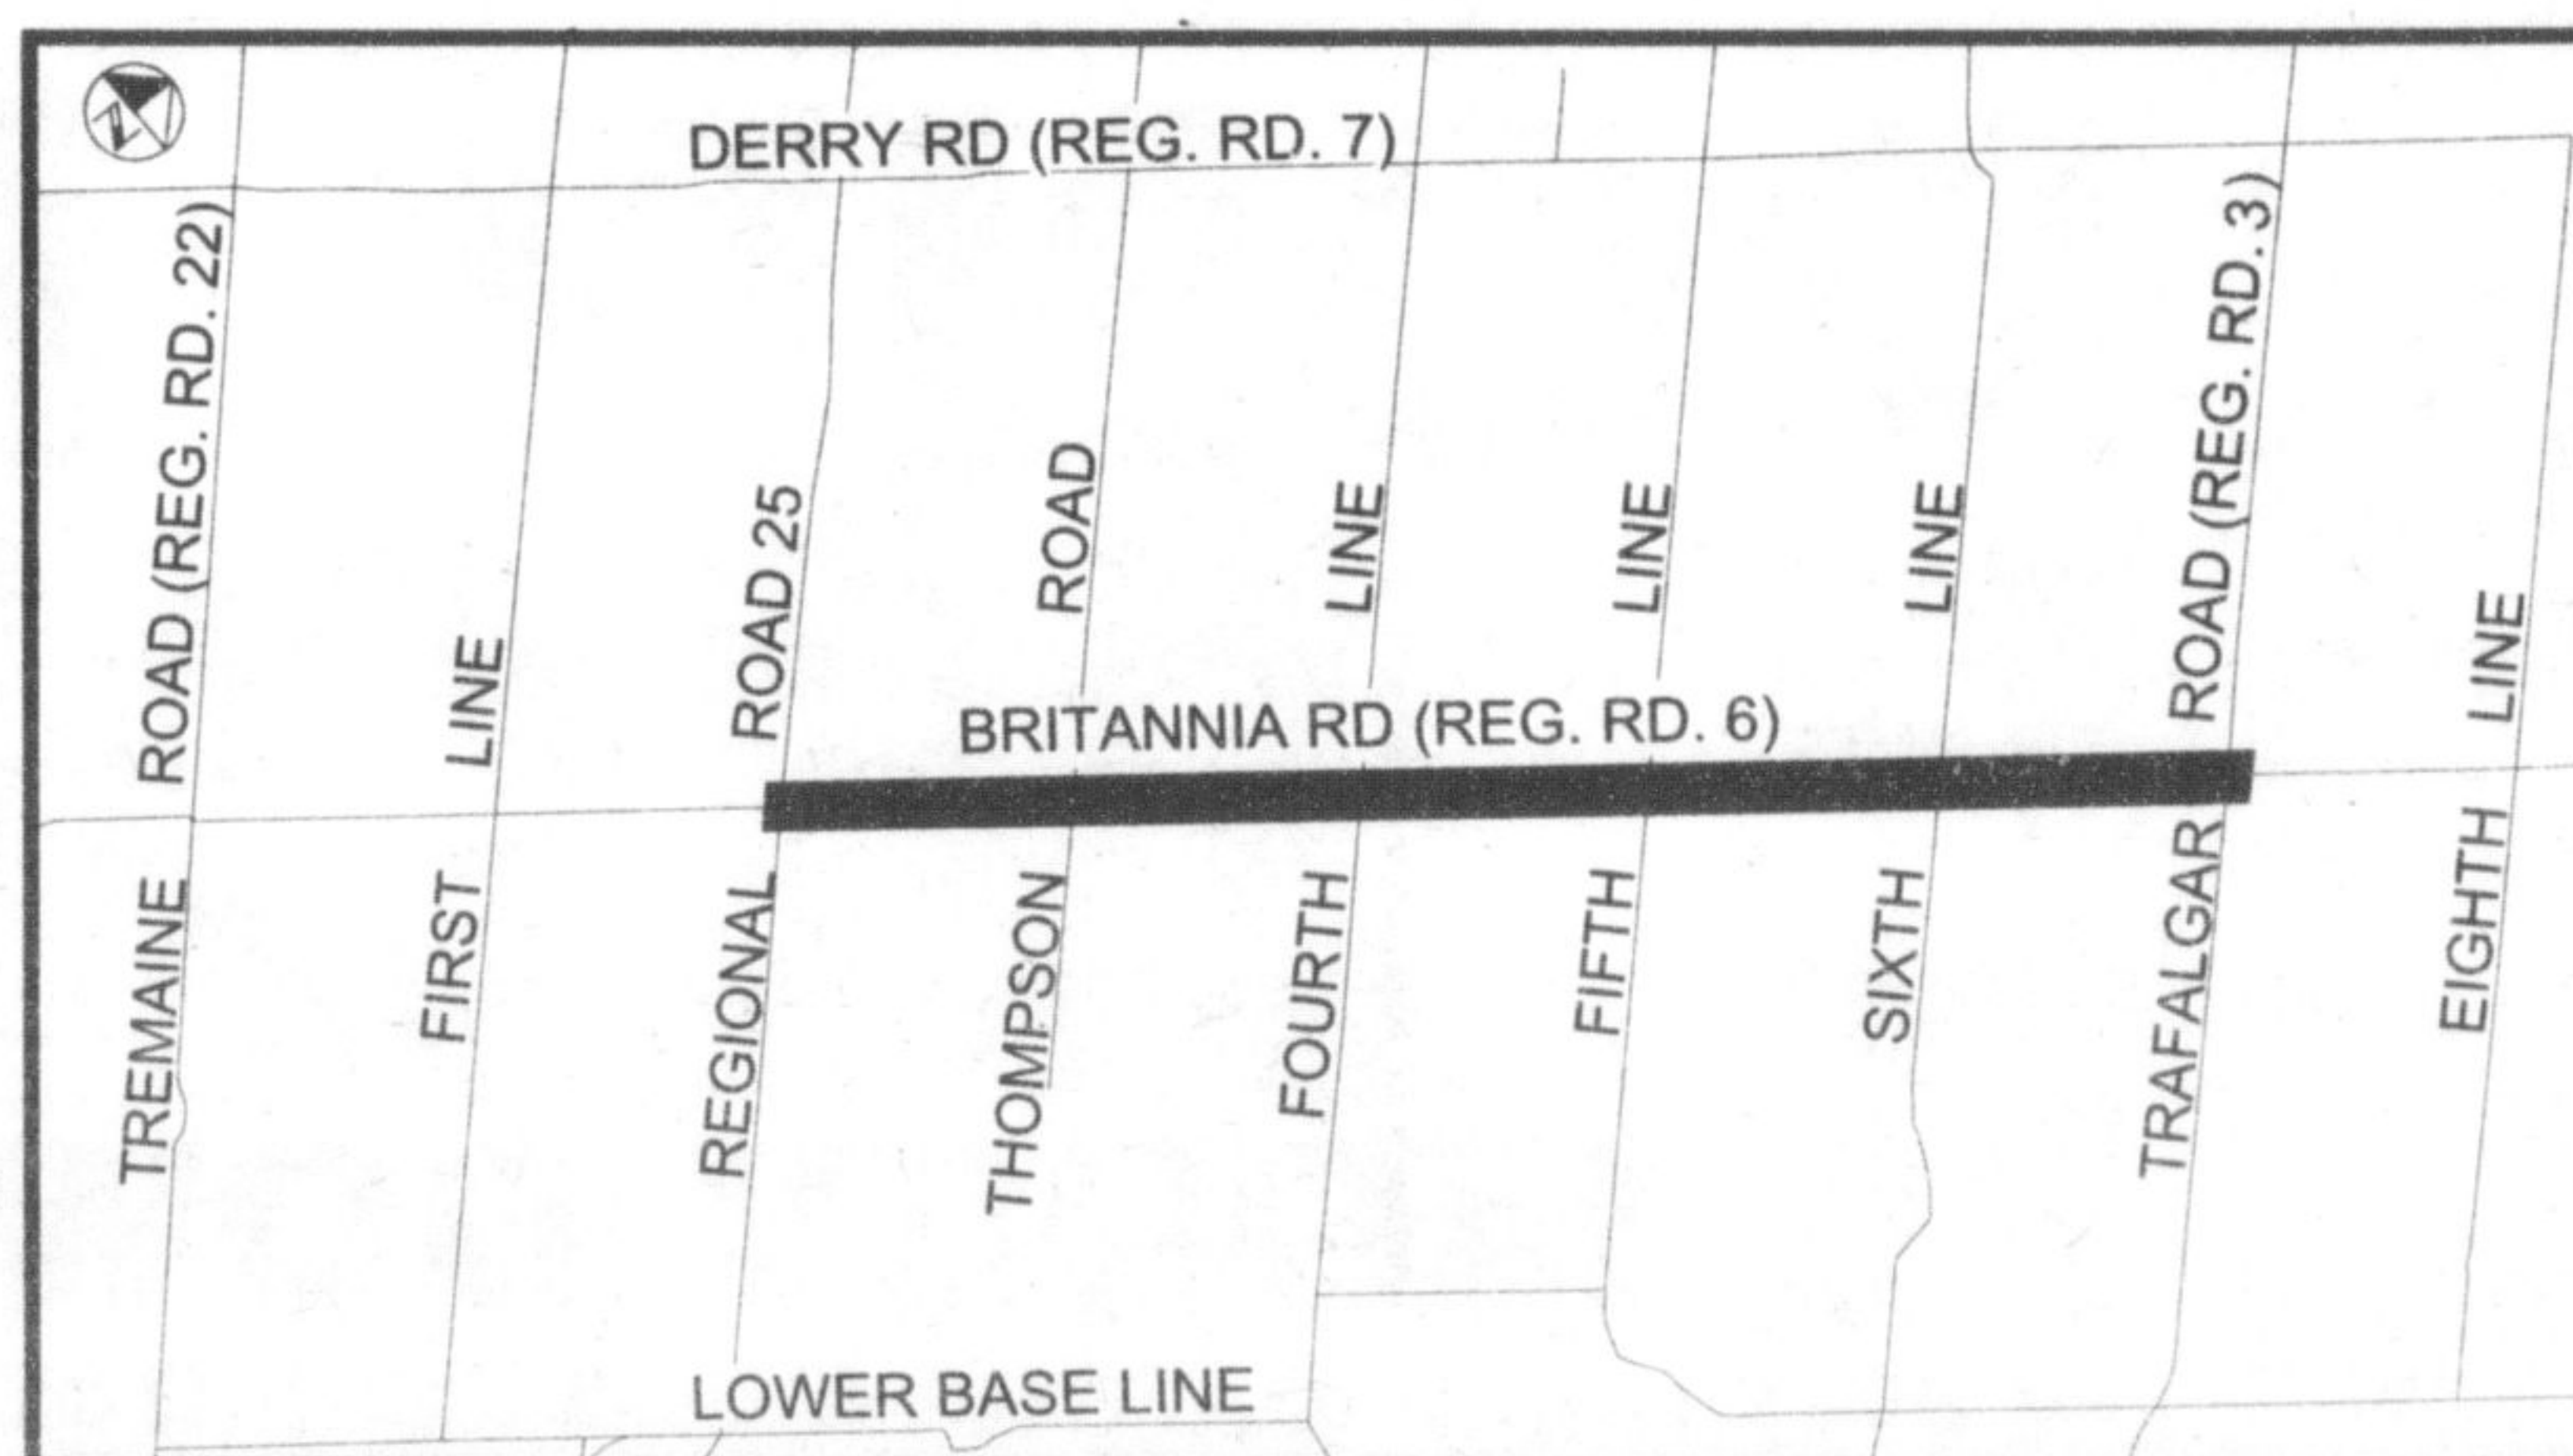 N
DERRY RD (REG. RD. 7)
TREMAINE ROAD (REG. RD. 22)
FIRST LINE
REGIONAL ROAD 25
THOMPSON ROAD
FOURTH LINE
FIFTH LINE
SIXTH LINE
TRAFALGAR ROAD (REG. RD. 3)
EIGHTH LINE
BRITANNIA RD (REG. RD. 6)
LOWER BASE LINE